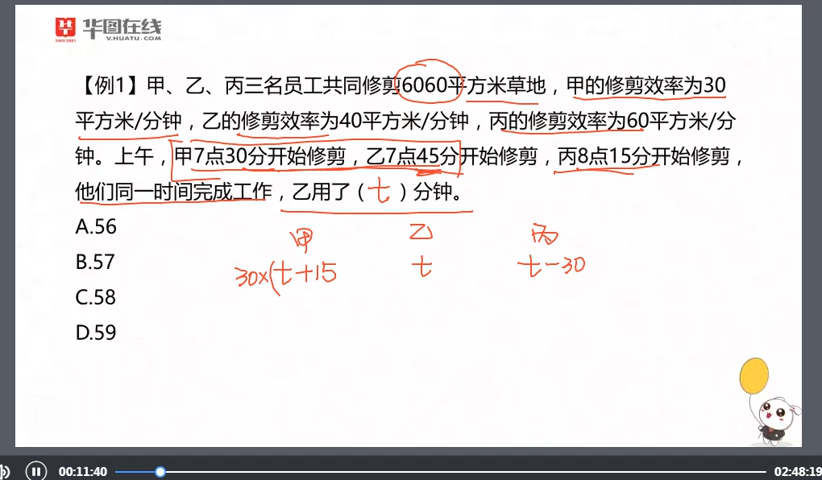 华图在线
V.HUATU.COM
【例1】甲、乙、丙三名员工共同修剪6060平方米草地，甲的修剪效率为30
平方米/分钟，乙的修剪效率为40平方米/分钟，丙的修剪效率为60平方米/分
钟。上午，甲7点30分开始修剪，乙7点45分开始修剪，丙8点15分开始修剪，
他们同一时间完成工作，乙用了（t）分钟。
A.56
甲 乙 丙
B.57
30×(t+15 t t-30
C.58
D.59
00:11:40 02:48:19